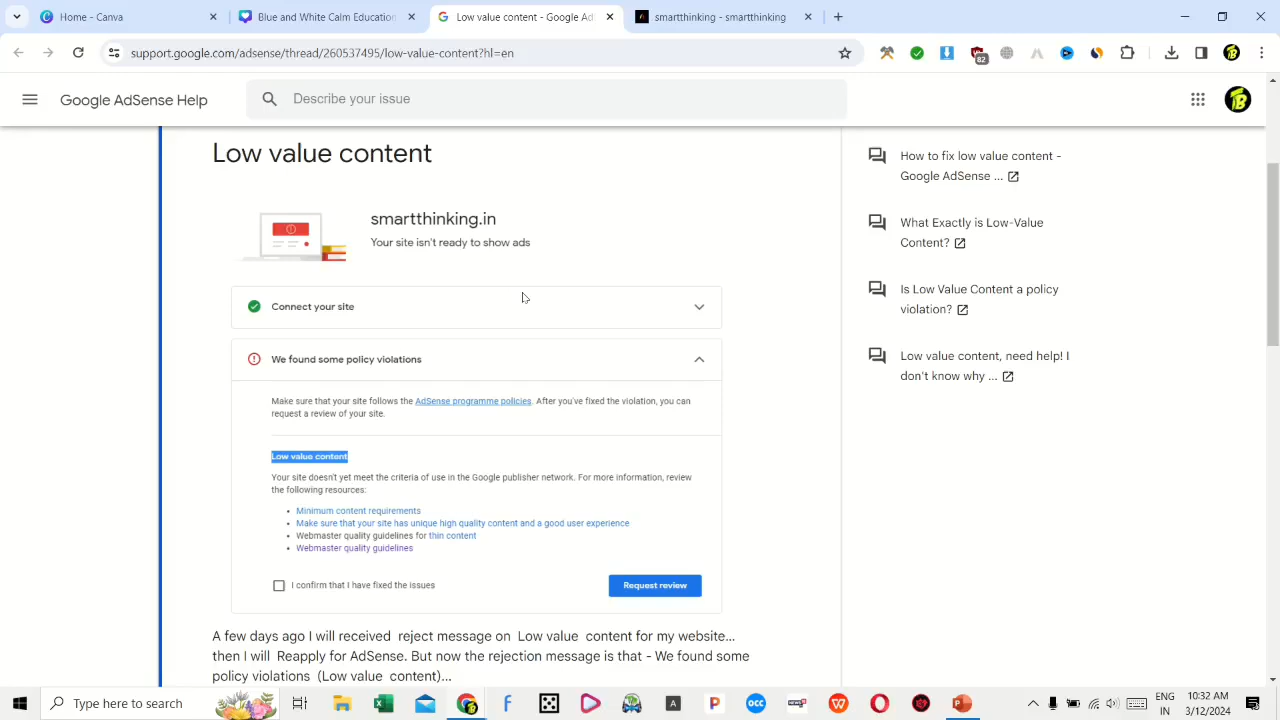 Home - Canva
Blue and White Calm Edition
Low value content - Google Ad
smartthinking - smartthinking
support.google.com/adsense/thread/260537495/low-value-content?hl=en
82
Google AdSense Help
Describe your issue
Low value content
smartthinking.in
Your site isn't ready to show ads
Connect your site
We found some policy violations
Make sure that your site follows the AdSense programme policies. After you've fixed the violation, you can
request a review of your site.
Low value content
Your site doesn't yet meet the criteria of use in the Google publisher network. For more information, review
the following resources:
• Minimum content requirements
• Make sure that your site has unique high quality content and a good user experience
• Webmaster quality guidelines for thin content
• Webmaster quality guidelines
I confirm that I have fixed the issues
Request review
A few days ago I will received reject message on Low value content for my website...
then I will Reapply for AdSense. But now the rejection message is that - We found some
policy violations (Low value content)...
How to fix low value content -
Google AdSense ...
What Exactly is Low-Value
Content?
Is Low Value Content a policy
violation?
Low value content, need help! I
don't know why ...
Type here to search
ENG
IN
10:32 AM
3/12/2024